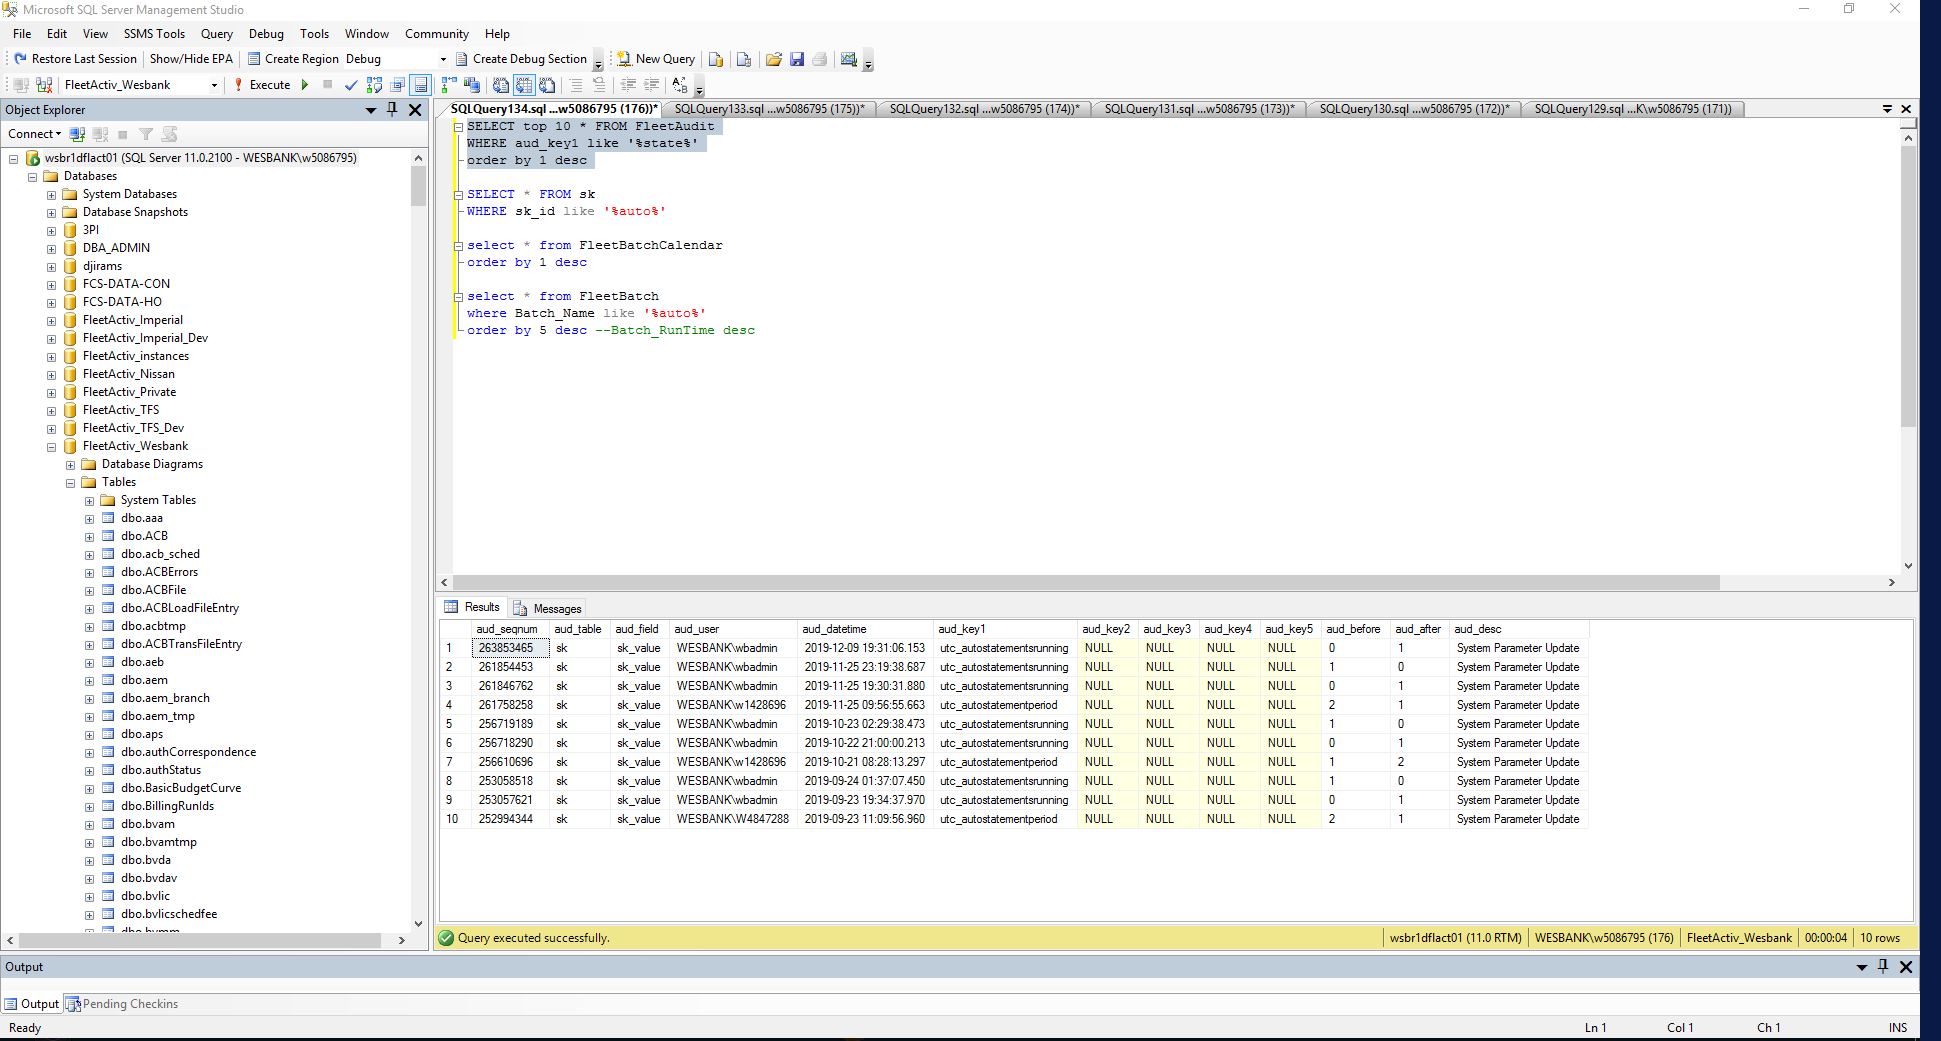 Microsoft SQL Server Management Studio
File Edit View SSMS Tools Query Debug Tools Window Community Help
Restore Last Session Show/Hide EPA Create Region Debug Create Debug Section New Query
FleetActiv_Wesbank Execute
Object Explorer
Connect
wsbr1dflact01 (SQL Server 11.0.2100 - WESBANK\w5086795)
Databases
System Databases
Database Snapshots
3PI
DBA_ADMIN
djirams
FCS-DATA-CON
FCS-DATA-HO
FleetActiv_Imperial
FleetActiv_Imperial_Dev
FleetActiv_instances
FleetActiv_Nissan
FleetActiv_Private
FleetActiv_TFS
FleetActiv_TFS_Dev
FleetActiv_Wesbank
Database Diagrams
Tables
System Tables
dbo.aaa
dbo.ACB
dbo.acb_sched
dbo.ACBErrors
dbo.ACBFile
dbo.ACBLoadFileEntry
dbo.acbtmp
dbo.ACBTransFileEntry
dbo.aeb
dbo.aem
dbo.aem_branch
dbo.aem_tmp
dbo.aps
dbo.authCorrespondence
dbo.authStatus
dbo.BasicBudgetCurve
dbo.BillingRunIds
dbo.bvam
dbo.bvamtmp
dbo.bvda
dbo.bvdav
dbo.bvlic
dbo.bvlicschedfee
SQLQuery134.sql ...w5086795 (176))* SQLQuery133.sql ...w5086795 (175))* SQLQuery132.sql ...w5086795 (174))* SQLQuery131.sql ...w5086795 (173))* SQLQuery130.sql ...w5086795 (172))* SQLQuery129.sql ...K\w5086795 (171))
SELECT top 10 * FROM FleetAudit
WHERE aud_key1 like '%state%'
order by 1 desc
SELECT * FROM sk
WHERE sk_id like '%auto%'
select * from FleetBatchCalendar
order by 1 desc
select * from FleetBatch
where Batch_Name like '%auto%'
order by 5 desc --Batch_RunTime desc
Results Messages
aud_seqnum aud_table aud_field aud_user aud_datetime aud_key1 aud_key2 aud_key3 aud_key4 aud_key5 aud_before aud_after aud_desc
1 263853465 sk sk_value WESBANK\wbadmin 2019-12-09 19:31:06.153 utc_autostatementsrunning NULL NULL NULL NULL 0 1 System Parameter Update
2 261854453 sk sk_value WESBANK\wbadmin 2019-11-25 23:19:38.687 utc_autostatementsrunning NULL NULL NULL NULL 1 0 System Parameter Update
3 261846762 sk sk_value WESBANK\wbadmin 2019-11-25 19:30:31.880 utc_autostatementsrunning NULL NULL NULL NULL 0 1 System Parameter Update
4 261758258 sk sk_value WESBANK\w1428696 2019-11-25 09:56:55.663 utc_autostatementperiod NULL NULL NULL NULL 2 1 System Parameter Update
5 256719189 sk sk_value WESBANK\wbadmin 2019-10-23 02:29:38.473 utc_autostatementsrunning NULL NULL NULL NULL 1 0 System Parameter Update
6 256718290 sk sk_value WESBANK\wbadmin 2019-10-22 21:00:00.213 utc_autostatementsrunning NULL NULL NULL NULL 0 1 System Parameter Update
7 256610696 sk sk_value WESBANK\w1428696 2019-10-21 08:28:13.297 utc_autostatementperiod NULL NULL NULL NULL 1 2 System Parameter Update
8 253058518 sk sk_value WESBANK\wbadmin 2019-09-24 01:37:07.450 utc_autostatementsrunning NULL NULL NULL NULL 1 0 System Parameter Update
9 253057621 sk sk_value WESBANK\wbadmin 2019-09-23 19:34:37.970 utc_autostatementsrunning NULL NULL NULL NULL 0 1 System Parameter Update
10 252994344 sk sk_value WESBANK\W4847288 2019-09-23 11:09:56.960 utc_autostatementperiod NULL NULL NULL NULL 2 1 System Parameter Update
Query executed successfully. wsbr1dflact01 (11.0 RTM) WESBANK\w5086795 (176) FleetActiv_Wesbank 00:00:04 10 rows
Output
Output Pending Checkins
Ready Ln 1 Col 1 Ch 1 INS